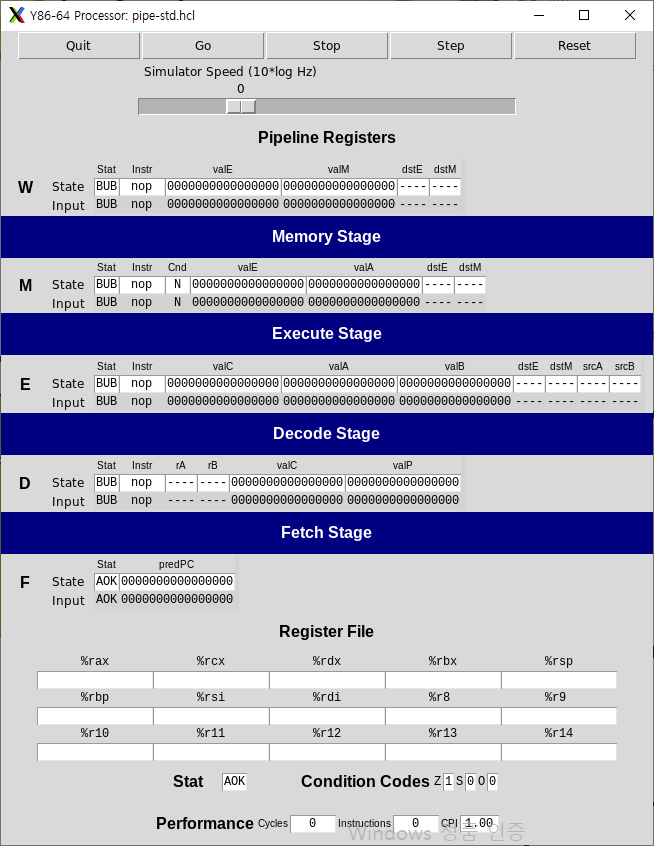 Y86-64 Processor: pipe-std.hcl
Quit Go Stop Step Reset
Simulator Speed (10*log Hz)
0
Pipeline Registers
Stat Instr valE valM dstE dstM
W State BUB nop 0000000000000000 0000000000000000 ---- ----
Input BUB nop 0000000000000000 0000000000000000 ---- ----
Memory Stage
Stat Instr Cnd valE valA dstE dstM
M State BUB nop N 0000000000000000 0000000000000000 ---- ----
Input BUB nop N 0000000000000000 0000000000000000 ---- ----
Execute Stage
Stat Instr valC valA valB dstE dstM srcA srcB
E State BUB nop 0000000000000000 0000000000000000 0000000000000000 ---- ---- ---- ----
Input BUB nop 0000000000000000 0000000000000000 0000000000000000 ---- ---- ---- ----
Decode Stage
Stat Instr rA rB valC valP
D State BUB nop ---- ---- 0000000000000000 0000000000000000
Input BUB nop ---- ---- 0000000000000000 0000000000000000
Fetch Stage
Stat predPC
F State AOK 0000000000000000
Input AOK 0000000000000000
Register File
%rax %rcx %rdx %rbx %rsp
%rbp %rsi %rdi %r8 %r9
%r10 %r11 %r12 %r13 %r14
Stat AOK Condition Codes Z 1 S 0 O 0
Performance Cycles 0 Instructions 0 CPI 1.00
Windows 정품 인증